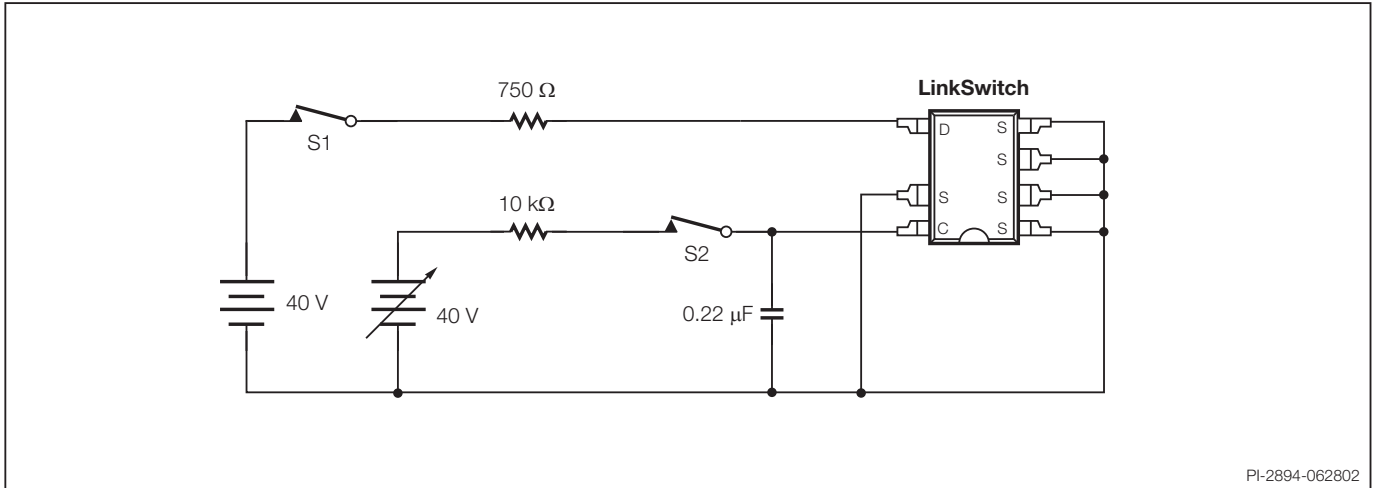 750 Ω
LinkSwitch
S1
D S
S
10 kΩ
S S
S2
C S
40 V
40 V
0.22 µF
PI-2894-062802